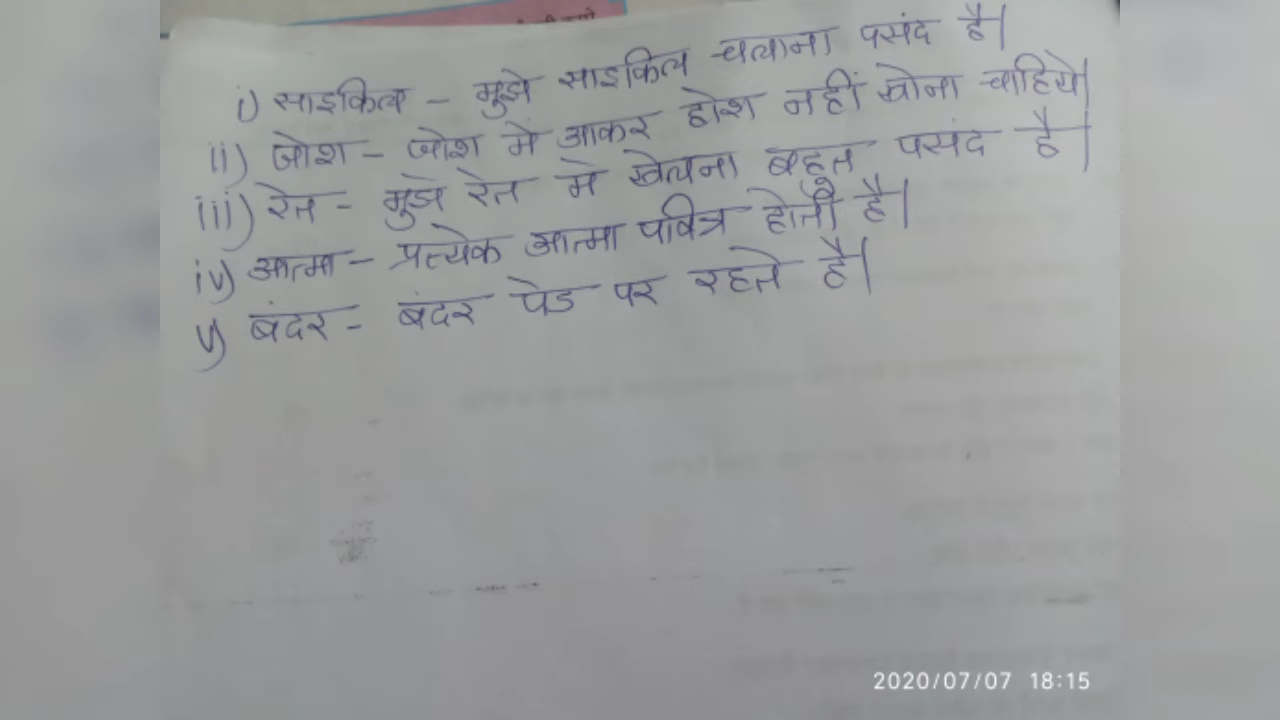 i) साइकिल - मुझे साइकिल चलाना पसंद है।
ii) जोश - जोश में आकर होश नहीं खोना चाहिये।
iii) रेत - मुझे रेत में खेलना बहुत पसंद है।
iv) आत्मा - प्रत्येक आत्मा पवित्र होती है।
v) बंदर - बंदर पेड पर रहते है।
2020/07/07 18:15